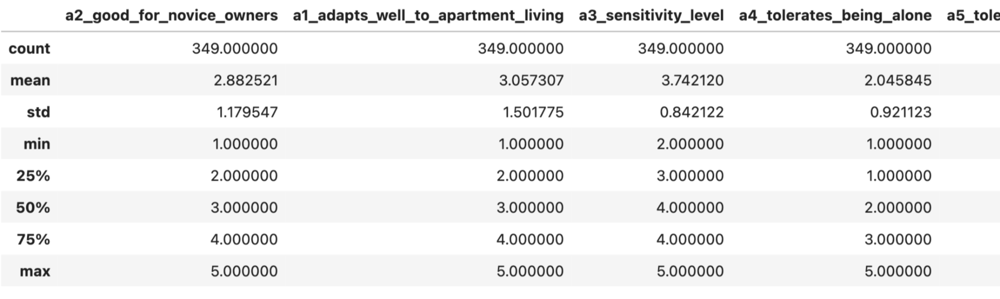 a2_good_for_novice_owners a1_adapts_well_to_apartment_living a3_sensitivity_level a4_tolerates_being_alone a5_tole
count 349.000000 349.000000 349.000000 349.000000
mean 2.882521 3.057307 3.742120 2.045845
std 1.179547 1.501775 0.842122 0.921123
min 1.000000 1.000000 2.000000 1.000000
25% 2.000000 2.000000 3.000000 1.000000
50% 3.000000 3.000000 4.000000 2.000000
75% 4.000000 4.000000 4.000000 3.000000
max 5.000000 5.000000 5.000000 5.000000